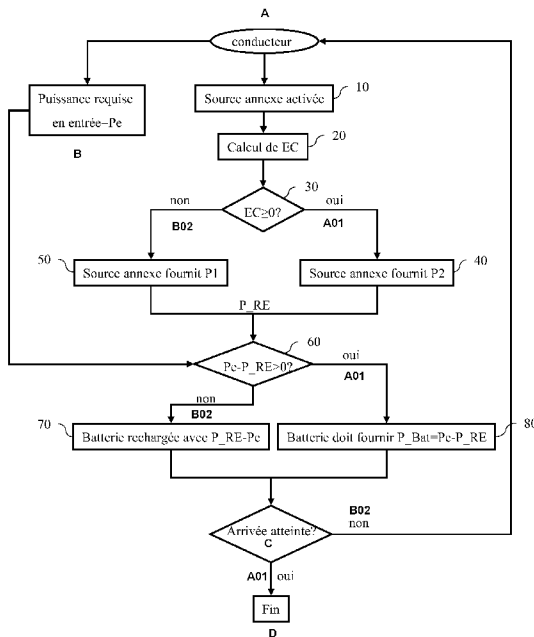 A
conducteur
Puissance requise
en entrée=Pe
B
Source annexe activée
10
Calcul de EC
20
30
non
oui
EC≥0?
B02
A01
50
Source annexe fournit P1
Source annexe fournit P2
40
P_RE
60
Pe-P_RE>0?
oui
A01
non
B02
70
Batterie rechargée avec P_RE-Pe
Batterie doit fournir P_Bat=Pe-P_RE
80
Arrivée atteinte?
C
B02
non
A01 oui
Fin
D